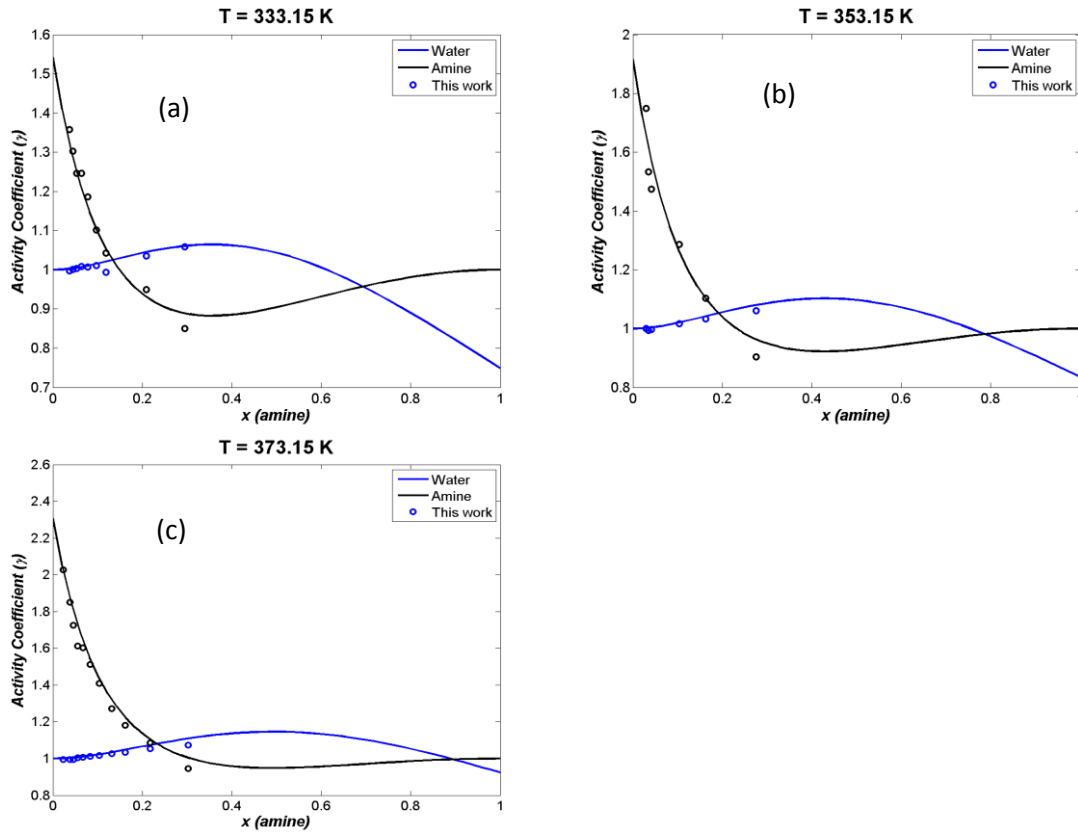 T = 333.15 K
1.6
1.5
1.4
1.3
1.2
1.1
1
0.9
0.8
0.7
Activity Coefficient (γ)
(a)
Water
Amine
This work
0 0.2 0.4 0.6 0.8 1
x (amine)
T = 353.15 K
2
1.8
1.6
1.4
1.2
1
0.8
Activity Coefficient (γ)
(b)
Water
Amine
This work
0 0.2 0.4 0.6 0.8 1
x (amine)
T = 373.15 K
2.6
2.4
2.2
2
1.8
1.6
1.4
1.2
1
0.8
Activity Coefficient (γ)
(c)
Water
Amine
This work
0 0.2 0.4 0.6 0.8 1
x (amine)